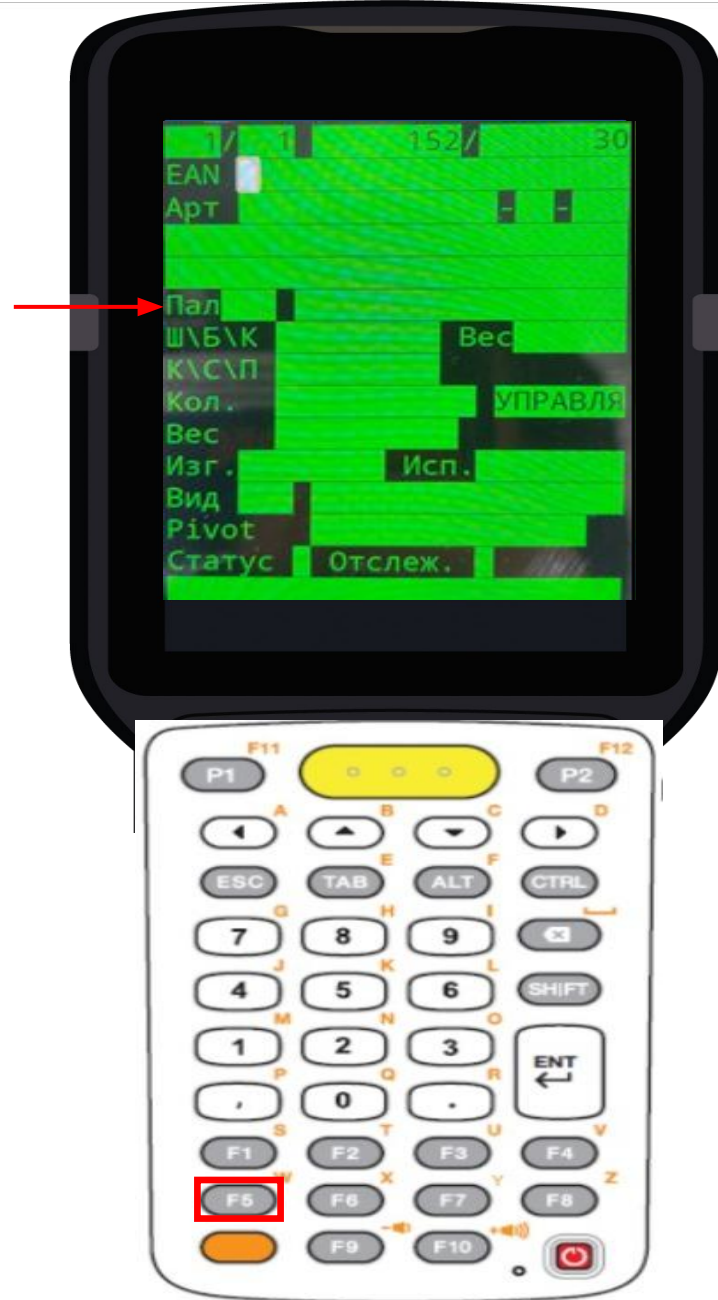 1/ 1 152/ 30
EAN
Арт - -
Пал
Ш\Б\К Вес
К\С\П
Кол. УПРАВЛЯ
Вес
Изг. Исп.
Вид
Pivot
Статус Отслеж.
F11 F12
P1 P2
A B C D
E F
ESC TAB ALT CTRL
G H I
7 8 9
J K L
4 5 6 SHIFT
M N O
1 2 3 ENT
P Q R
, 0 .
S T U V
F1 F2 F3 F4
W X Y Z
F5 F6 F7 F8
- +
F9 F10